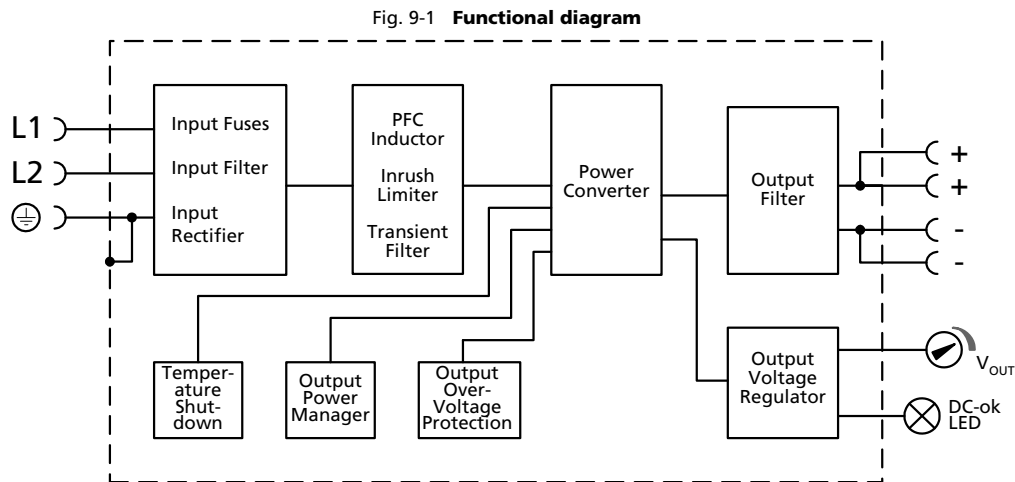 Fig. 9-1 Functional diagram
L1
L2
Input Fuses
Input Filter
Input
Rectifier
PFC
Inductor
Inrush
Limiter
Transient
Filter
Power
Converter
Output
Filter
+
+
-
-
Temper-
ature
Shut-
down
Output
Power
Manager
Output
Over-
Voltage
Protection
Output
Voltage
Regulator
VOUT
DC-ok
LED